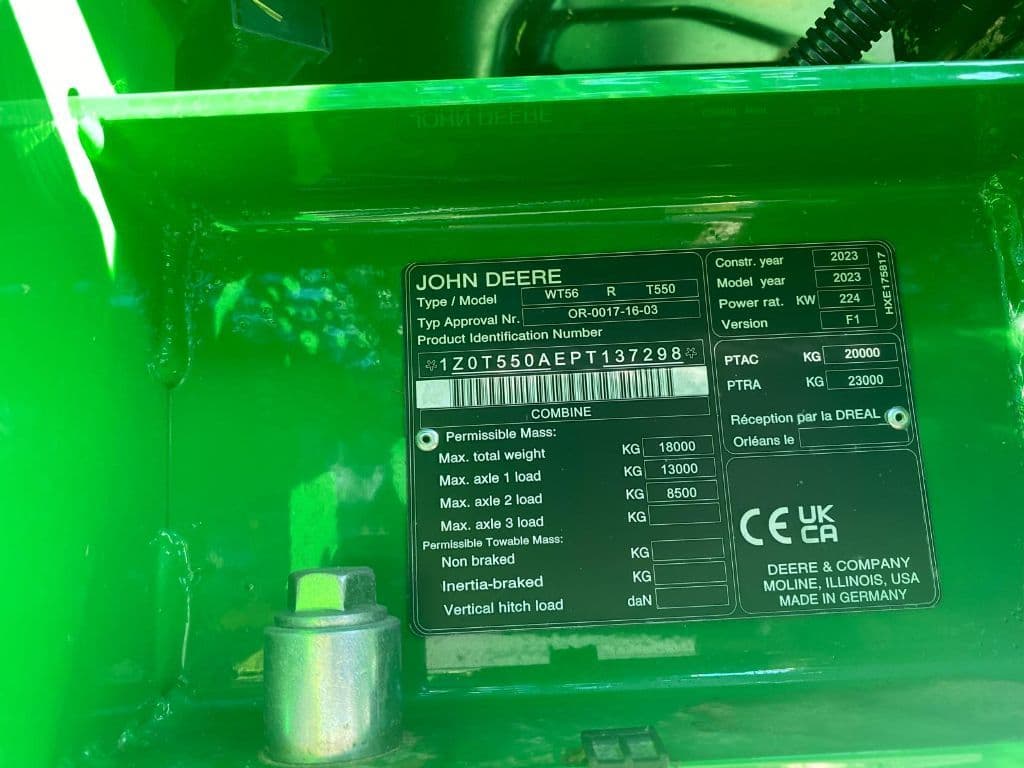 JOHN DEERE
Type / Model WT56 R T550
Typ Approval Nr. OR-0017-16-03
Product Identification Number
1Z0T550AEPT137298
COMBINE
Permissible Mass:
Max. total weight KG 18000
Max. axle 1 load KG 13000
Max. axle 2 load KG 8500
Max. axle 3 load KG
Permissible Towable Mass:
Non braked KG
Inertia-braked KG
Vertical hitch load daN
Constr. year 2023
Model year 2023
Power rat. KW 224
Version F1
HXE175817
PTAC KG 20000
PTRA KG 23000
Réception par la DREAL
Orléans le
CE UK
CA
DEERE & COMPANY
MOLINE, ILLINOIS, USA
MADE IN GERMANY